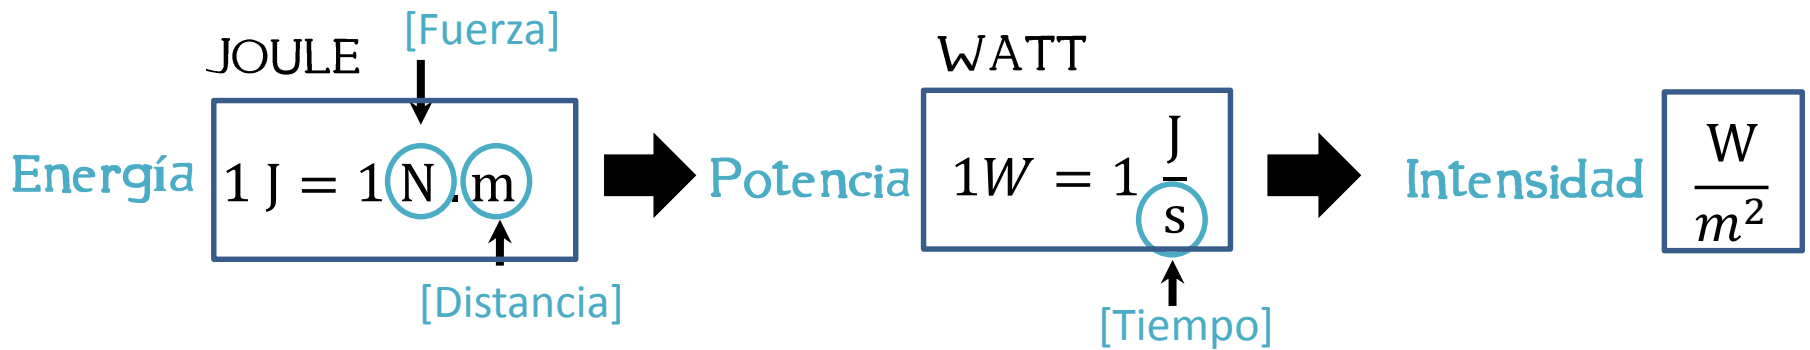 [Fuerza]
JOULE
Energía
1 J = 1 N.m
[Distancia]
WATT
Potencia
1W = 1 J/s
[Tiempo]
Intensidad
W/m²